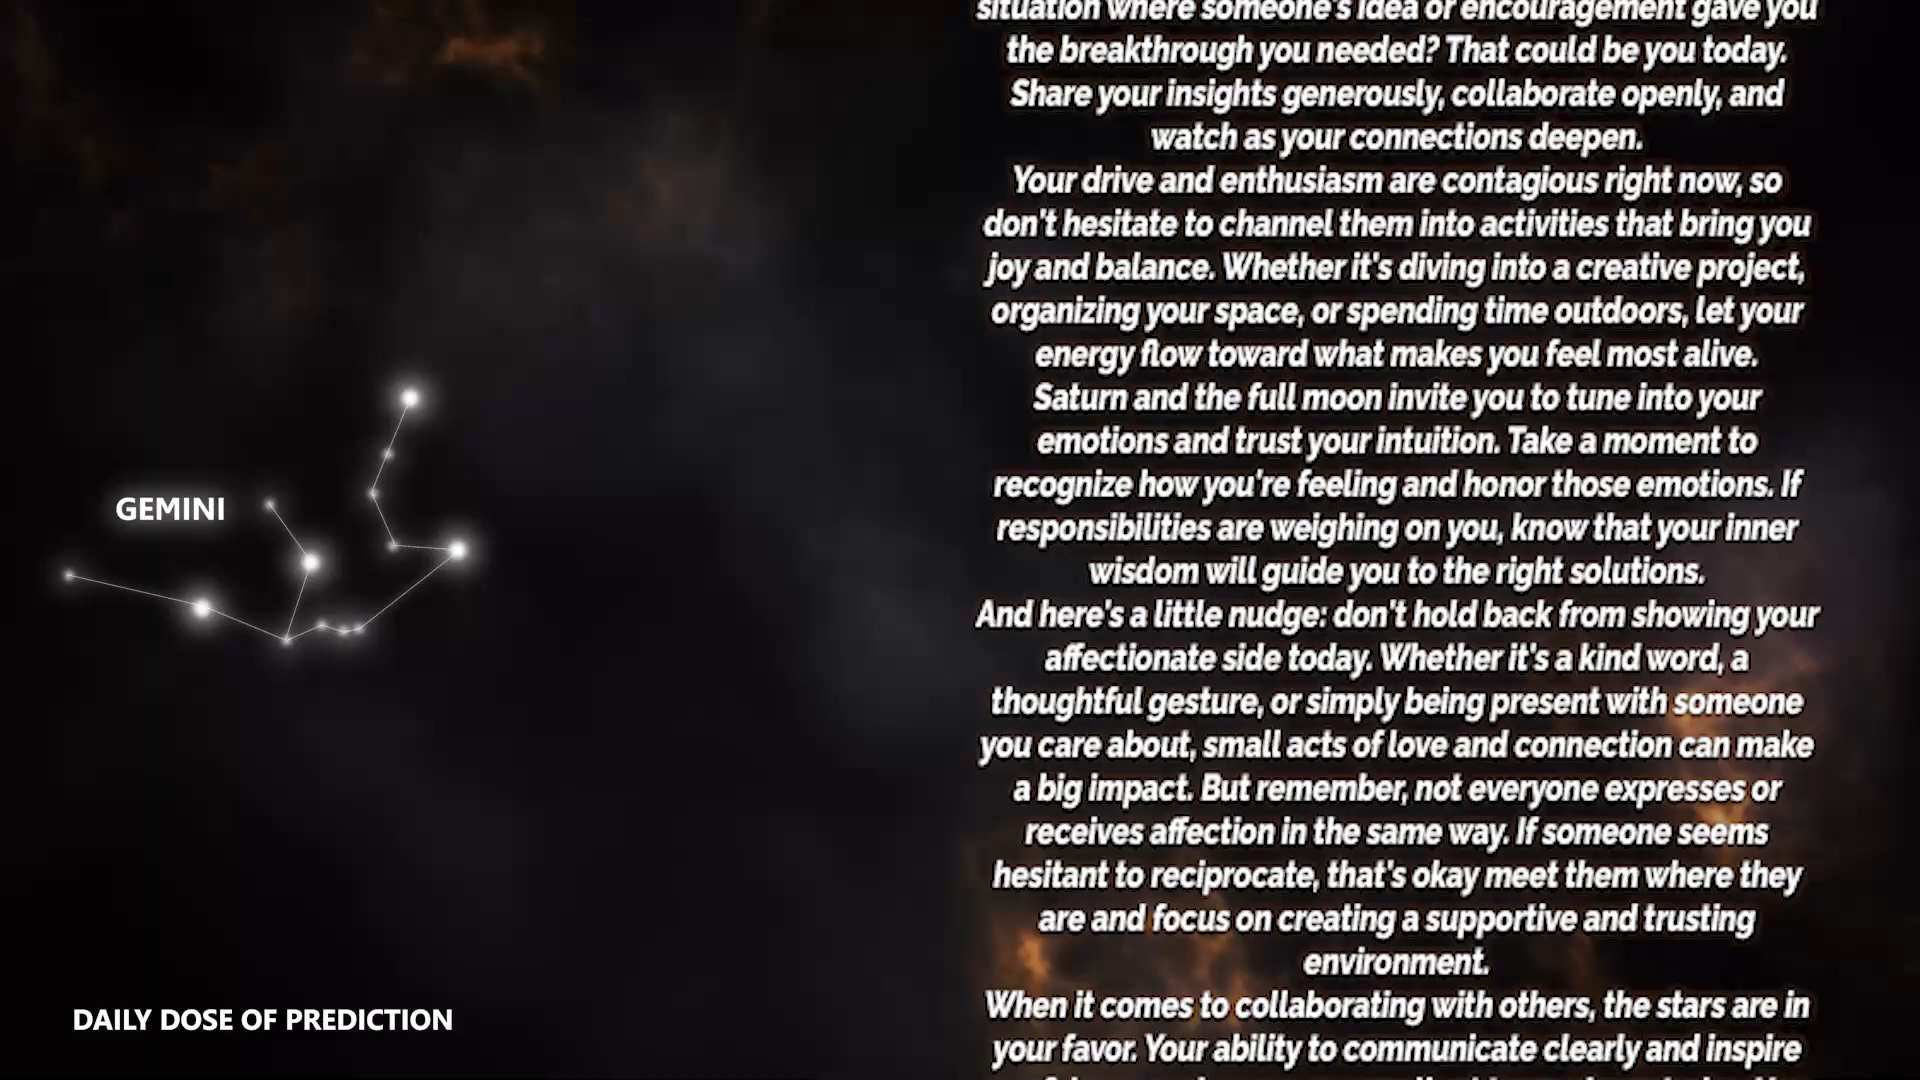 situation where someone's idea or encouragement gave you
the breakthrough you needed? That could be you today.
Share your insights generously, collaborate openly, and
watch as your connections deepen.
Your drive and enthusiasm are contagious right now, so
don't hesitate to channel them into activities that bring you
joy and balance. Whether it's diving into a creative project,
organizing your space, or spending time outdoors, let your
energy flow toward what makes you feel most alive.
Saturn and the full moon invite you to tune into your
emotions and trust your intuition. Take a moment to
recognize how you're feeling and honor those emotions. If
responsibilities are weighing on you, know that your inner
wisdom will guide you to the right solutions.
And here's a little nudge: don't hold back from showing your
affectionate side today. Whether it's a kind word, a
thoughtful gesture, or simply being present with someone
you care about, small acts of love and connection can make
a big impact. But remember, not everyone expresses or
receives affection in the same way. If someone seems
hesitant to reciprocate, that's okay meet them where they
are and focus on creating a supportive and trusting
environment.
When it comes to collaborating with others, the stars are in
your favor. Your ability to communicate clearly and inspire
GEMINI
DAILY DOSE OF PREDICTION